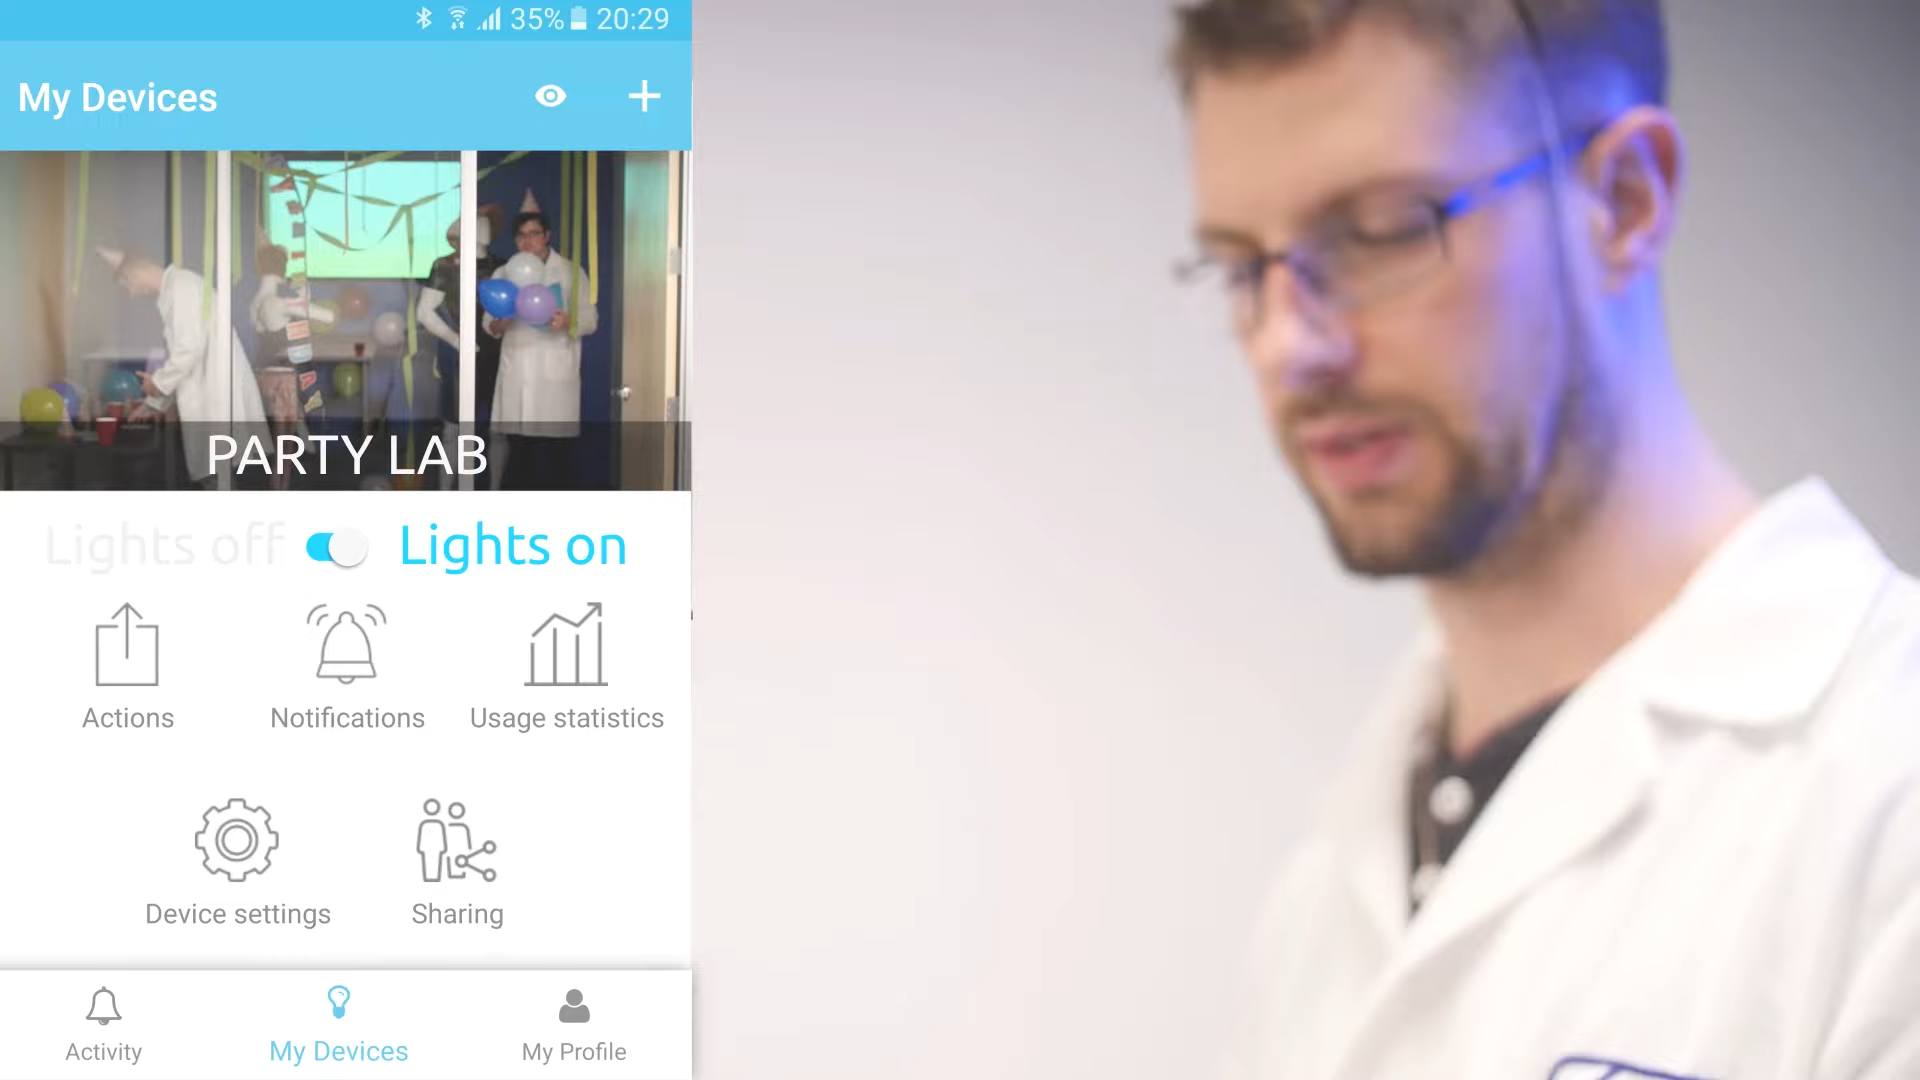 35% 20:29
My Devices
PARTY LAB
Lights off Lights on
Actions Notifications Usage statistics
Device settings Sharing
Activity My Devices My Profile